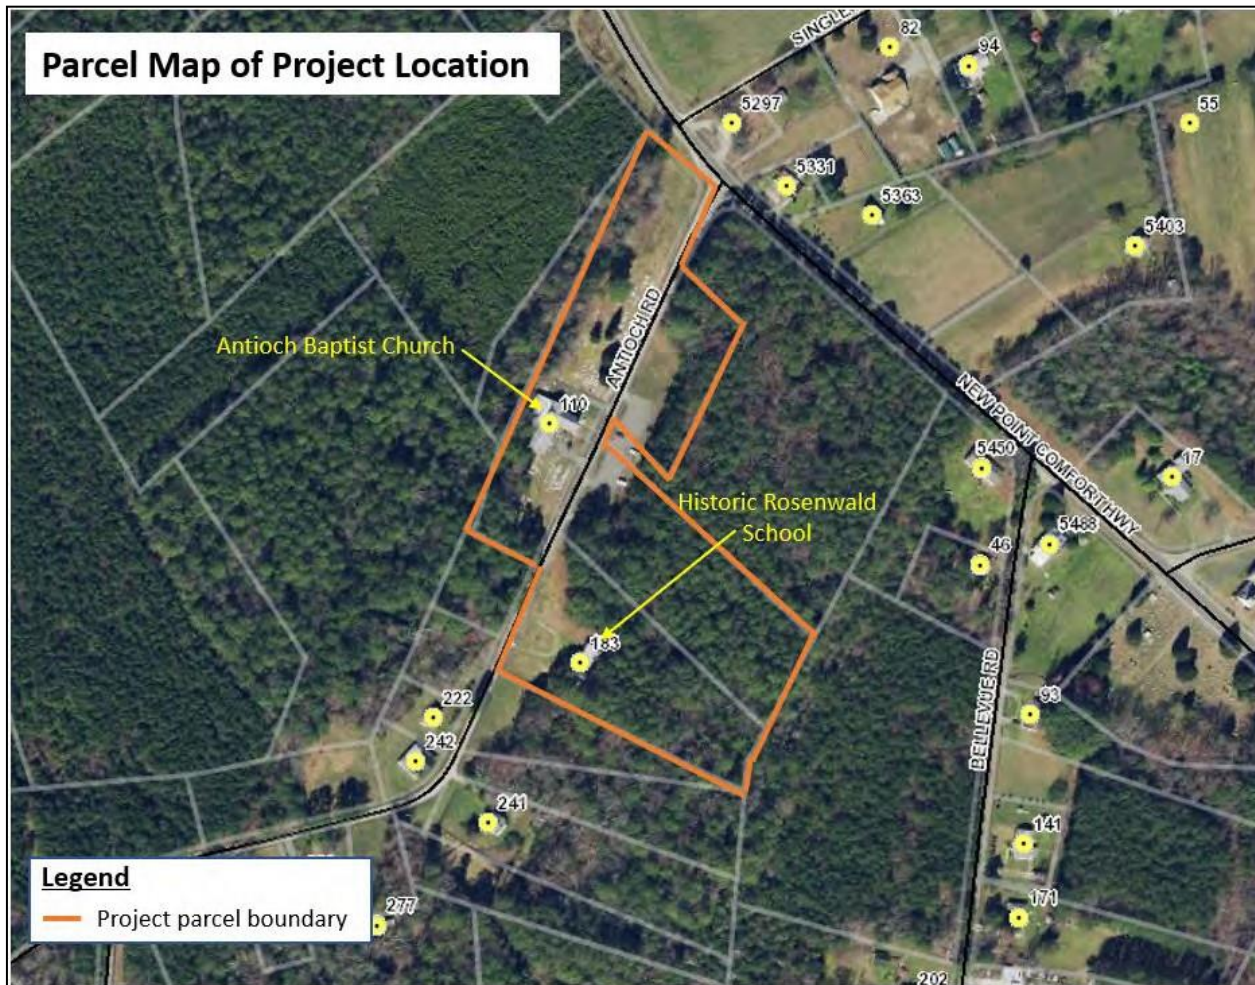 Parcel Map of Project Location
SINGLE
82
94
5297
55
5331
5363
5403
ANTIOCH RD
Antioch Baptist Church
110
NEW POINT COMFORT HWY
5450
17
Historic Rosenwald
School
5488
46
183
BELLEVUE RD
222
93
242
241
141
Legend
Project parcel boundary
277
171
202